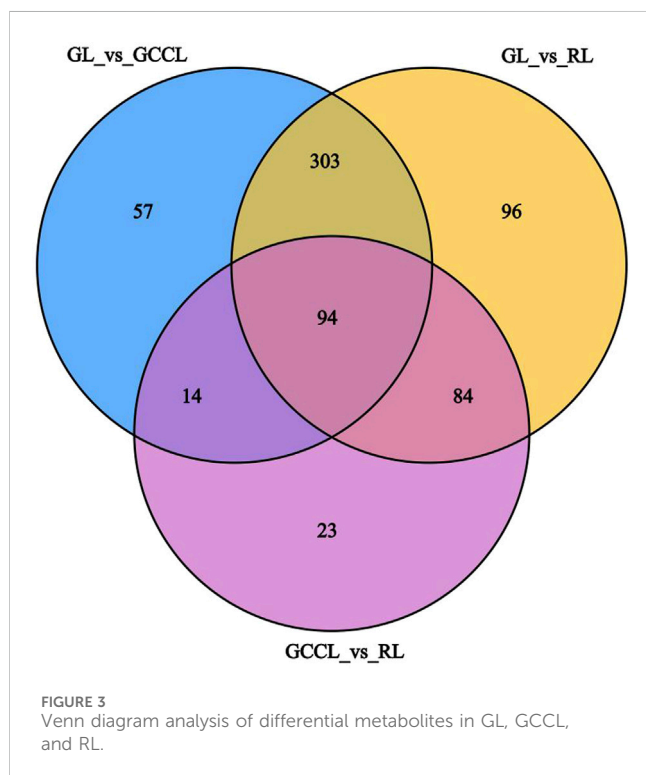 GL_vs_GCCL
GL_vs_RL
303
57
96
94
14
84
23
GCCL_vs_RL
FIGURE 3
Venn diagram analysis of differential metabolites in GL, GCCL,
and RL.